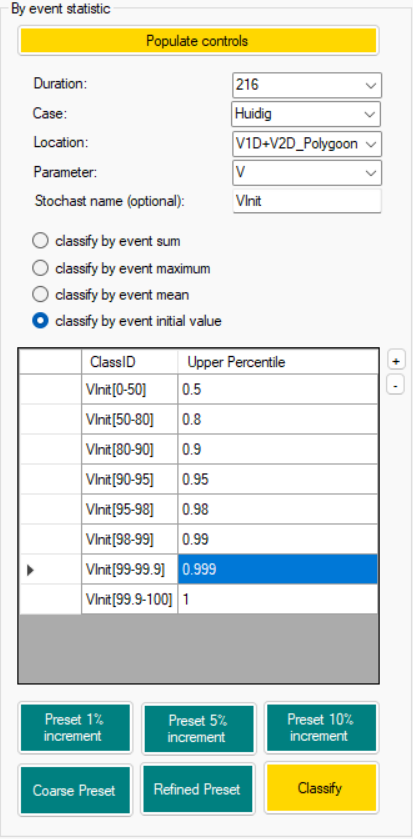 By event statistic
Populate controls
Duration: 216
Case: Huidig
Location: V1D+V2D_Polygoon
Parameter: V
Stochast name (optional): VInit
classify by event sum
classify by event maximum
classify by event mean
classify by event initial value
ClassID Upper Percentile
+
VInit[0-50] 0.5
-
VInit[50-80] 0.8
VInit[80-90] 0.9
VInit[90-95] 0.95
VInit[95-98] 0.98
VInit[98-99] 0.99
VInit[99-99.9] 0.999
VInit[99.9-100] 1
Preset 1%
increment
Preset 5%
increment
Preset 10%
increment
Coarse Preset
Refined Preset
Classify